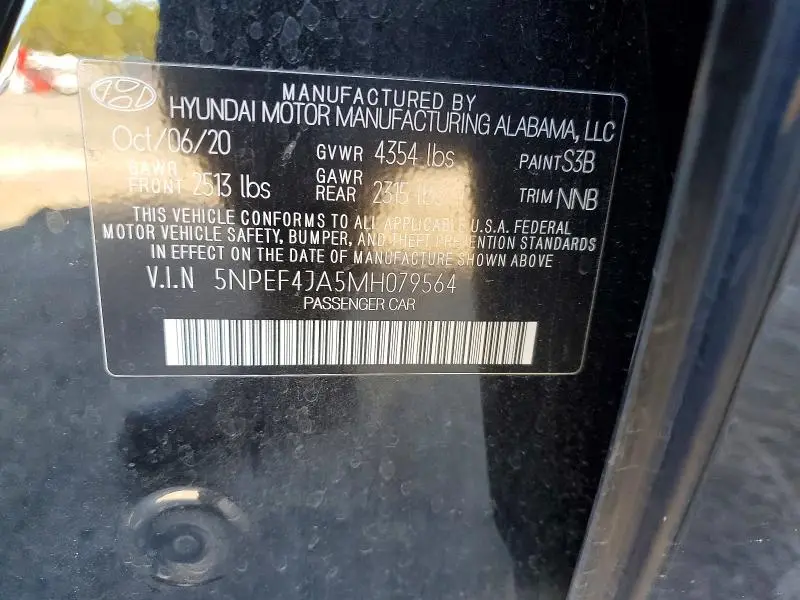 MANUFACTURED BY
HYUNDAI MOTOR MANUFACTURING ALABAMA, LLC
Oct/06/20 GVWR 4354 lbs PAINT S3B
GAWR FRONT 2513 lbs GAWR REAR 2315 lbs TRIM NNB
THIS VEHICLE CONFORMS TO ALL APPLICABLE U.S.A. FEDERAL
MOTOR VEHICLE SAFETY, BUMPER, AND THEFT PREVENTION STANDARDS
IN EFFECT ON THE DATE OF MANUFACTURE SHOWN ABOVE.
V.I.N 5NPEF4JA5MH079564
PASSENGER CAR